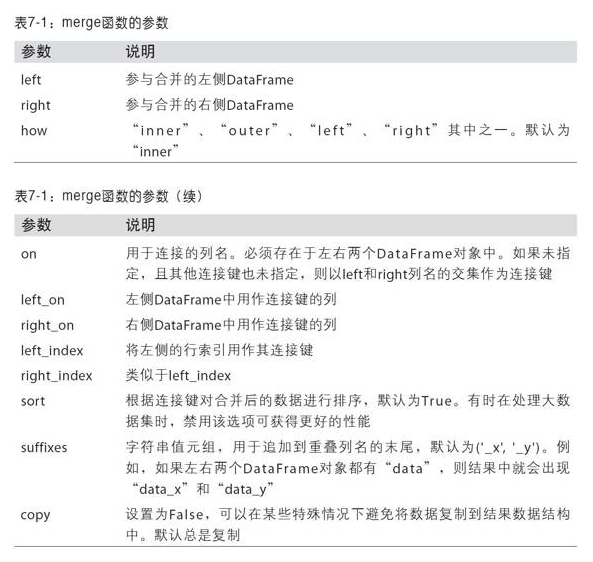 表7-1：merge函数的参数
参数 说明
left 参与合并的左侧DataFrame
right 参与合并的右侧DataFrame
how “inner”、“outer”、“left”、“right”其中之一。默认为
“inner”
表7-1：merge函数的参数（续）
参数 说明
on 用于连接的列名。必须存在于左右两个DataFrame对象中。如果未指
定，且其他连接键也未指定，则以left和right列名的交集作为连接键
left_on 左侧DataFrame中用作连接键的列
right_on 右侧DataFrame中用作连接键的列
left_index 将左侧的行索引用作其连接键
right_index 类似于left_index
sort 根据连接键对合并后的数据进行排序，默认为True。有时在处理大数
据集时，禁用该选项可获得更好的性能
suffixes 字符串值元组，用于追加到重叠列名的末尾，默认为('_x', '_y')。例
如，如果左右两个DataFrame对象都有“data”，则结果中就会出现
“data_x”和“data_y”
copy 设置为False，可以在某些特殊情况下避免将数据复制到结果数据结构
中。默认总是复制